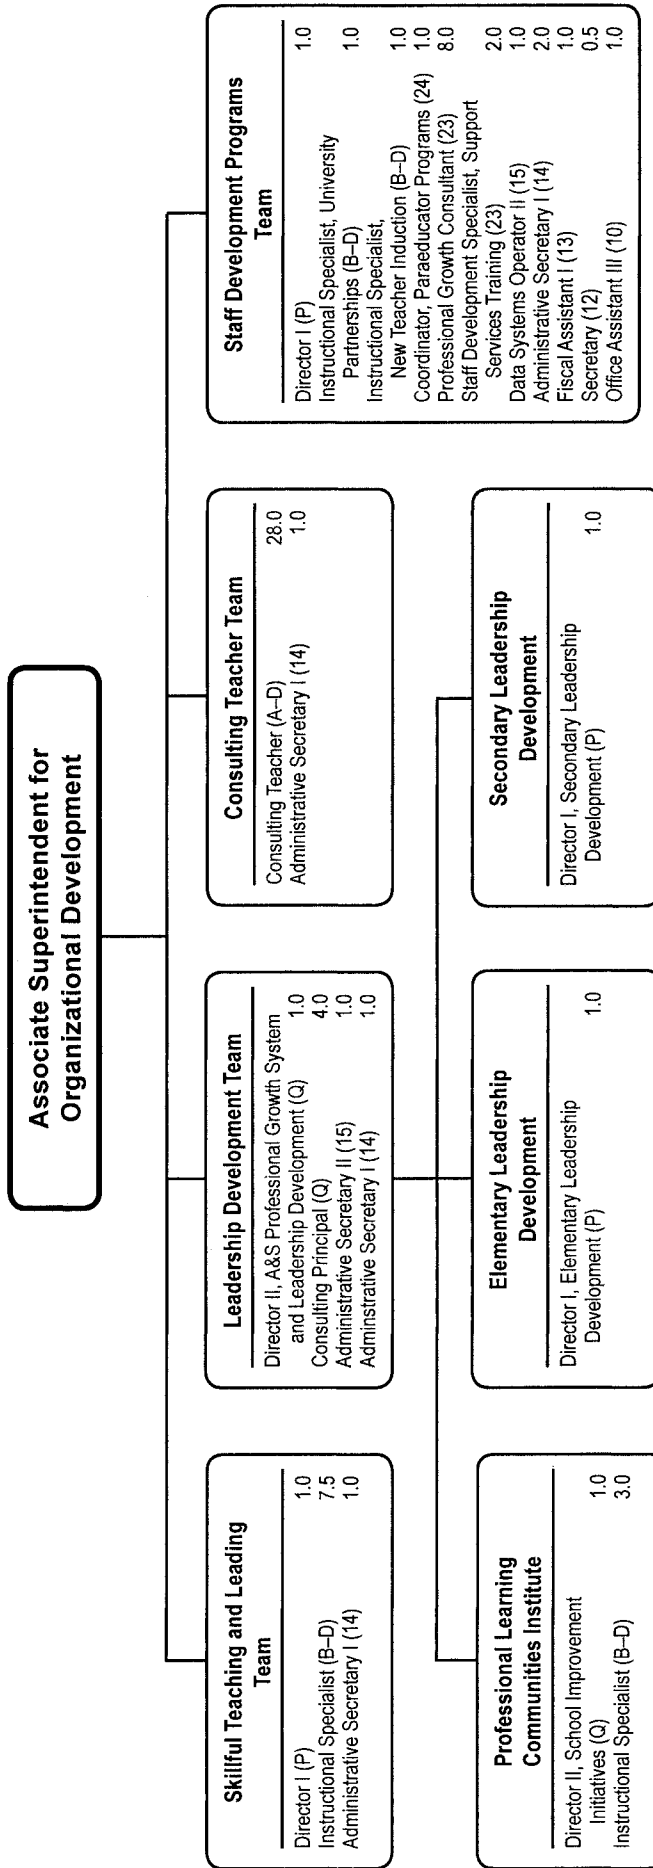 Associate Superintendent for
Organizational Development
Skillful Teaching and Leading
Team
Director I (P) 1.0
Instructional Specialist (B–D) 7.5
Administrative Secretary I (14) 1.0
Leadership Development Team
Director II, A&S Professional Growth System
and Leadership Development (Q) 1.0
Consulting Principal (Q) 4.0
Administrative Secretary II (15) 1.0
Adminstrative Secretary I (14) 1.0
Consulting Teacher Team
Consulting Teacher (A–D) 28.0
Administrative Secretary I (14) 1.0
Staff Development Programs
Team
Director I (P) 1.0
Instructional Specialist, University
Partnerships (B–D) 1.0
Instructional Specialist,
New Teacher Induction (B–D) 1.0
Coordinator, Paraeducator Programs (24) 1.0
Professional Growth Consultant (23) 8.0
Staff Development Specialist, Support
Services Training (23) 2.0
Data Systems Operator II (15) 1.0
Administrative Secretary I (14) 2.0
Fiscal Assistant I (13) 1.0
Secretary (12) 0.5
Office Assistant III (10) 1.0
Professional Learning
Communities Institute
Director II, School Improvement
Initiatives (Q) 1.0
Instructional Specialist (B–D) 3.0
Elementary Leadership
Development
Director I, Elementary Leadership
Development (P) 1.0
Secondary Leadership
Development
Director I, Secondary Leadership
Development (P) 1.0